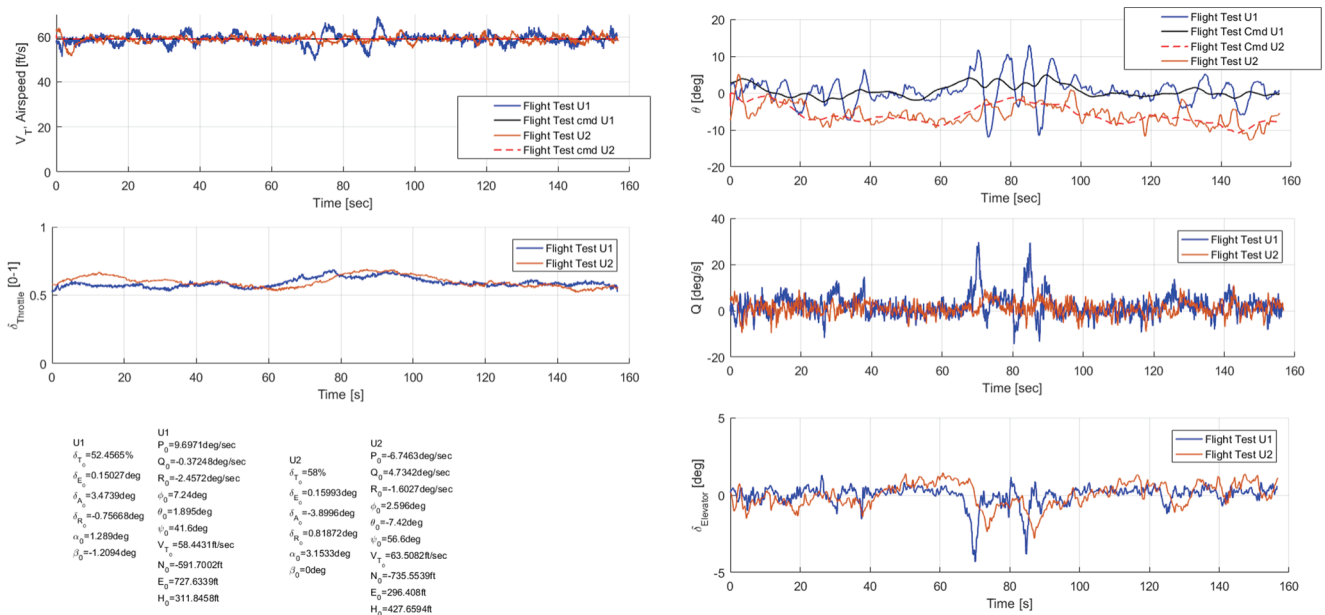 60
40
20
0
V_T, Airspeed [ft/s]
Flight Test U1
Flight Test cmd U1
Flight Test U2
Flight Test cmd U2
0 20 40 60 80 100 120 140 160
Time [sec]
1
0.5
0
δ_Throttle [0-1]
Flight Test U1
Flight Test U2
0 20 40 60 80 100 120 140 160
Time [s]
U1
δ_T_0=52.4565%
δ_E_0=0.15027deg
δ_A_0=3.4739deg
δ_R_0=-0.75668deg
α_0=1.289deg
β_0=-1.2094deg
U1
P_0=9.6971deg/sec
Q_0=-0.37248deg/sec
R_0=-2.4572deg/sec
ϕ_0=7.24deg
θ_0=1.895deg
ψ_0=41.6deg
V_T_0=58.4431ft/sec
N_0=-591.7002ft
E_0=727.6339ft
H_0=311.8458ft
U2
δ_T_0=58%
δ_E_0=0.15993deg
δ_A_0=-3.8996deg
δ_R_0=0.81872deg
α_0=3.1533deg
β_0=0deg
U2
P_0=-6.7463deg/sec
Q_0=4.7342deg/sec
R_0=-1.6027deg/sec
ϕ_0=2.596deg
θ_0=-7.42deg
ψ_0=56.6deg
V_T_0=63.5082ft/sec
N_0=-735.5539ft
E_0=296.408ft
H_0=427.6594ft
20
10
0
-10
-20
θ [deg]
Flight Test U1
Flight Test Cmd U1
Flight Test Cmd U2
Flight Test U2
0 20 40 60 80 100 120 140 160
Time [sec]
40
20
0
-20
Q [deg/s]
Flight Test U1
Flight Test U2
0 20 40 60 80 100 120 140 160
Time [sec]
5
0
-5
δ_Elevator [deg]
Flight Test U1
Flight Test U2
0 20 40 60 80 100 120 140 160
Time [s]